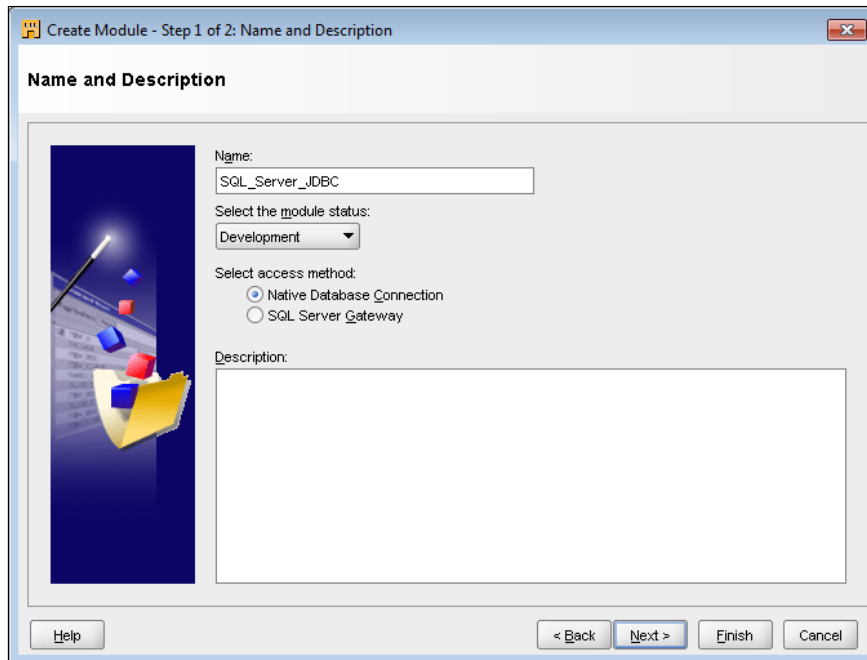 Create Module - Step 1 of 2: Name and Description
Name and Description
Name:
SQL_Server_JDBC
Select the module status:
Development
Select access method:
Native Database Connection
SQL Server Gateway
Description:
Help
< Back
Next >
Finish
Cancel